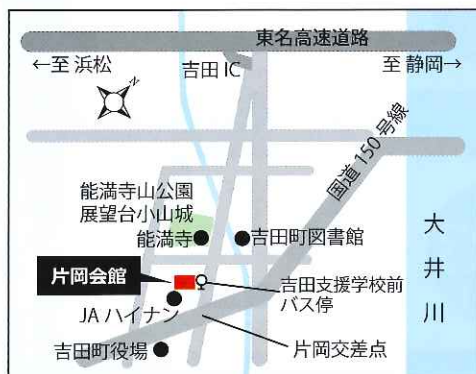 東名高速道路
←至 浜松
吉田 IC
至 静岡→
N
国道 150 号線
能満寺山公園
展望台小山城
能満寺
吉田町図書館
大井川
片岡会館
吉田支援学校前
バス停
JA ハイナン
吉田町役場
片岡交差点